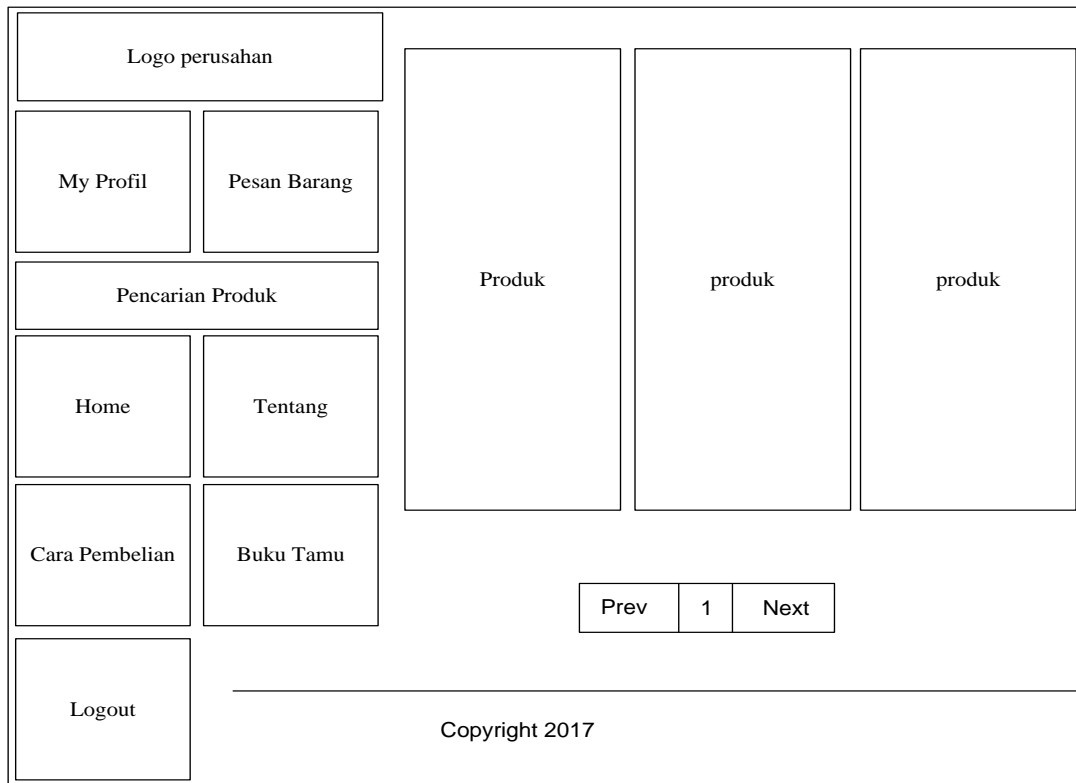 Logo perusahan
My Profil
Pesan Barang
Pencarian Produk
Home
Tentang
Cara Pembelian
Buku Tamu
Logout
Produk
produk
produk
Prev
1
Next
Copyright 2017